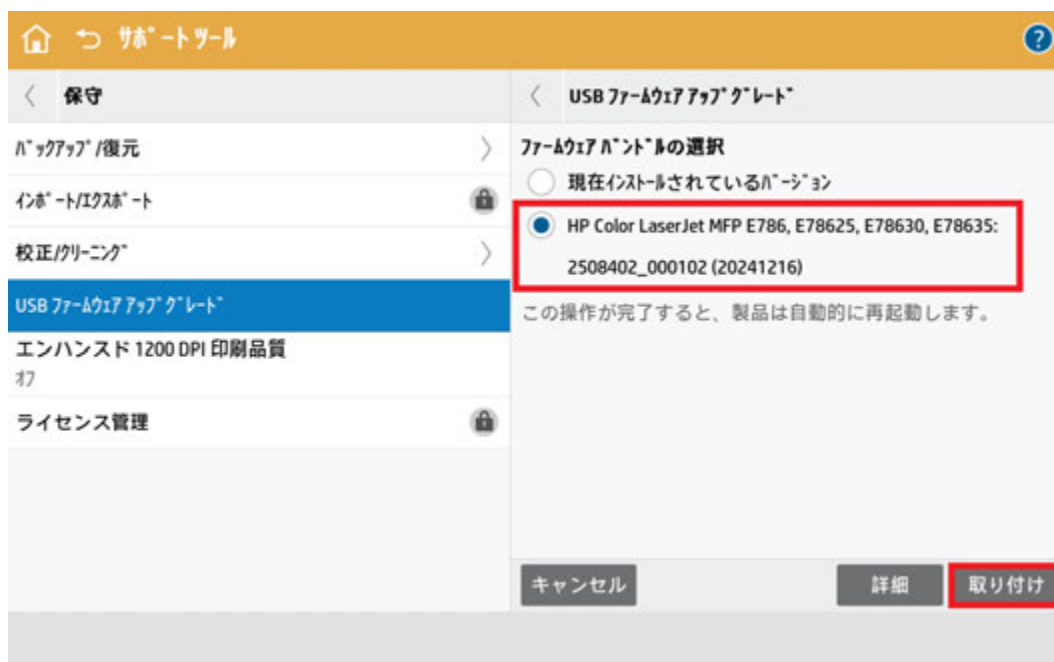 ｻﾎﾟｰﾄ ﾂｰﾙ
?
保守
ﾊﾞｯｸｱｯﾌﾟ/復元
ｲﾝﾎﾟｰﾄ/ｴｸｽﾎﾟｰﾄ
校正/ｸﾘｰﾆﾝｸﾞ
USB ﾌｧｰﾑｳｪｱ ｱｯﾌﾟｸﾞﾚｰﾄﾞ
エンハンスド 1200 DPI 印刷品質
ｵﾌ
ライセンス管理
USB ﾌｧｰﾑｳｪｱ ｱｯﾌﾟｸﾞﾚｰﾄﾞ
ﾌｧｰﾑｳｪｱ ﾊﾞﾝﾄﾞﾙの選択
現在ｲﾝｽﾄｰﾙされているﾊﾞｰｼﾞｮﾝ
HP Color LaserJet MFP E786, E78625, E78630, E78635:
2508402_000102 (20241216)
この操作が完了すると、製品は自動的に再起動します。
キャンセル
詳細
取り付け